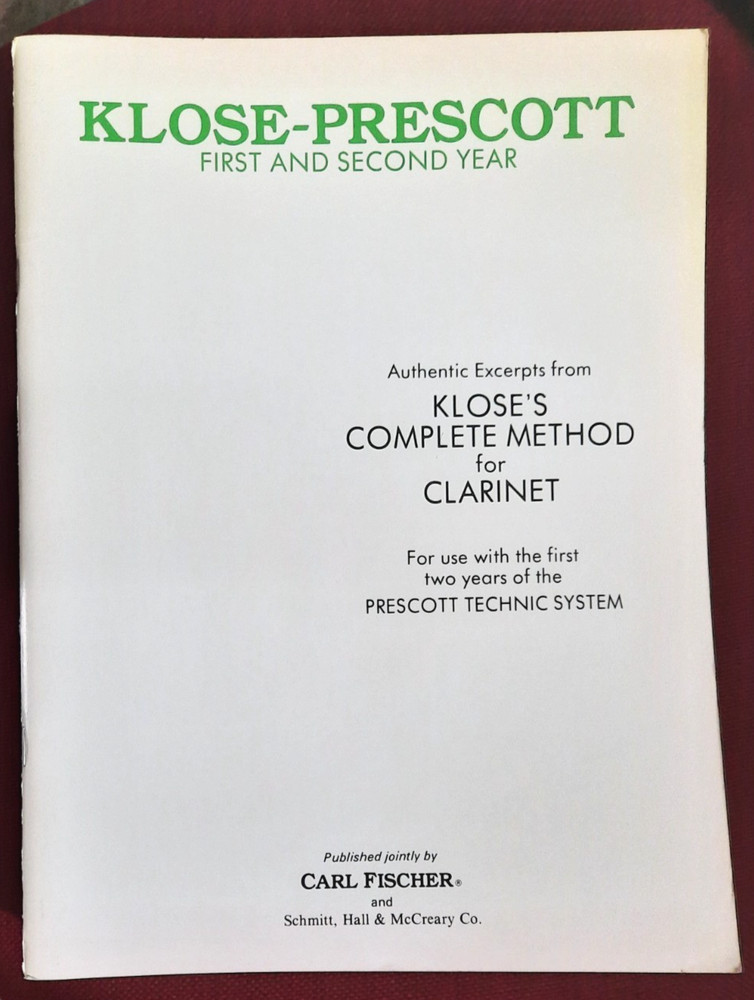 KLOSE-PRESCOTT
FIRST AND SECOND YEAR
Authentic Excerpts from
KLOSE'S
COMPLETE METHOD
for
CLARINET
For use with the first
two years of the
PRESCOTT TECHNIC SYSTEM
Published jointly by
CARL FISCHER®
and
Schmitt, Hall & McCreary Co.